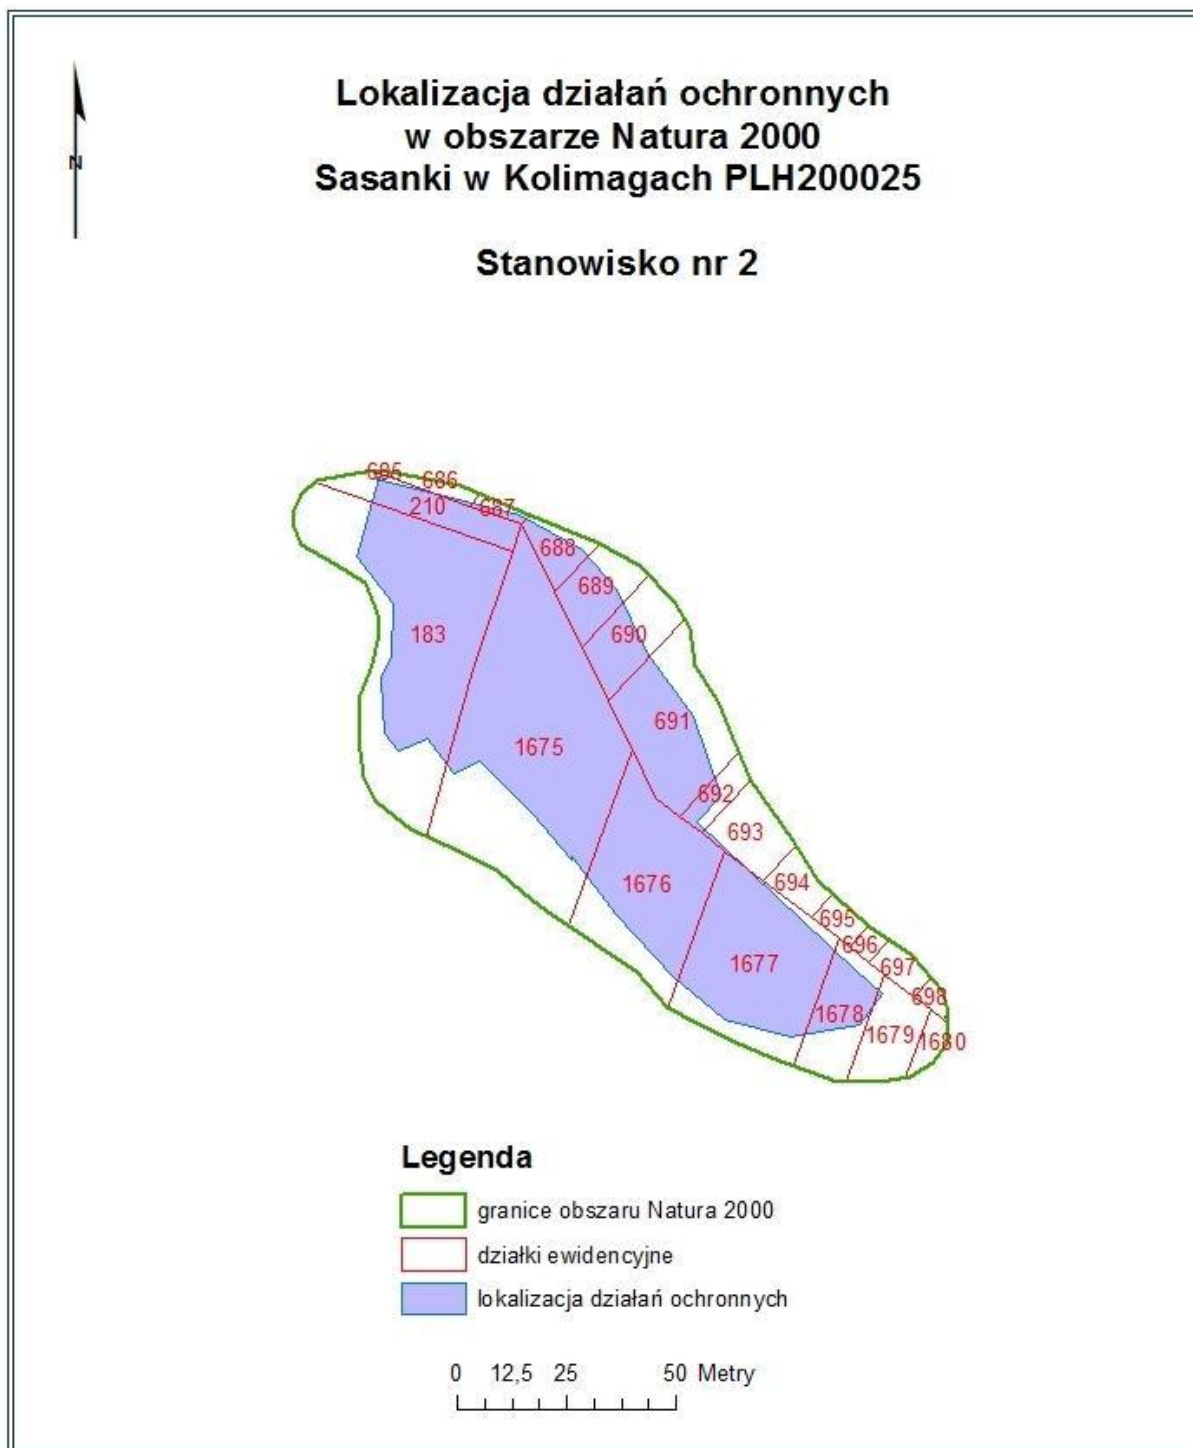 Lokalizacja działań ochronnych
w obszarze Natura 2000
Sasanki w Kolimagach PLH200025
N
Stanowisko nr 2
685
686
210
687
688
689
183
690
691
1675
692
693
1676
694
695
696
1677
697
698
1678
1679
1680
Legenda
granice obszaru Natura 2000
działki ewidencyjne
lokalizacja działań ochronnych
0 12,5 25 50 Metry